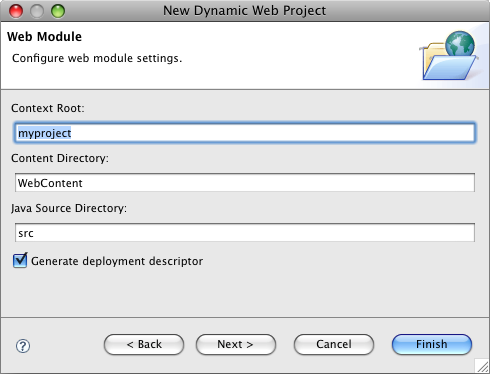 New Dynamic Web Project
Web Module
Configure web module settings.
Context Root:
myproject
Content Directory:
WebContent
Java Source Directory:
src
Generate deployment descriptor
?
< Back
Next >
Cancel
Finish